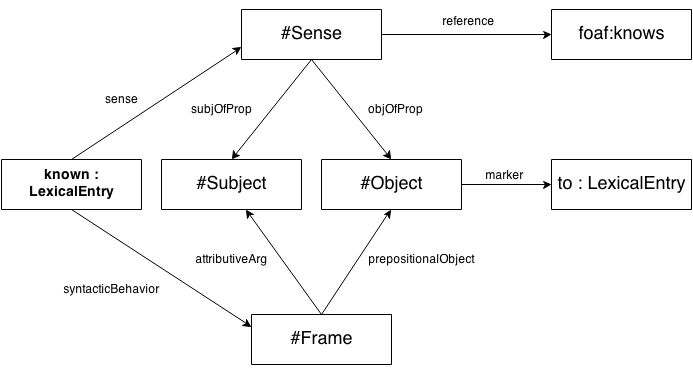 #Sense
reference
foaf:knows
sense
subjOfProp
objOfProp
known :
LexicalEntry
#Subject
#Object
marker
to : LexicalEntry
attributiveArg
prepositionalObject
syntacticBehavior
#Frame